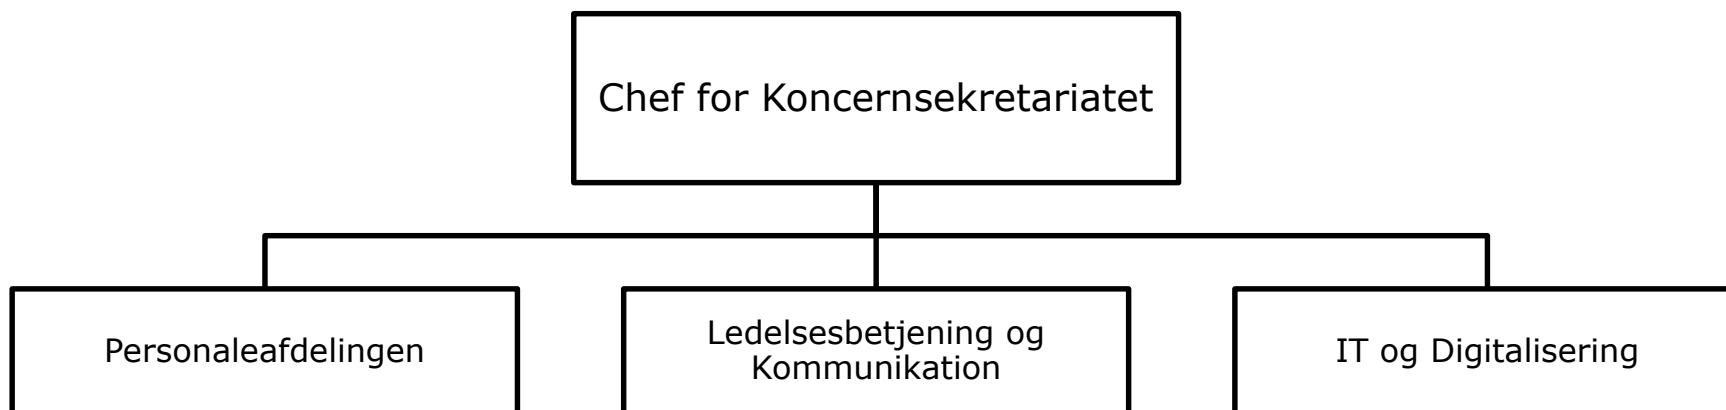 Chef for Koncernsekretariatet
Personaleafdelingen
Ledelsesbetjening og
Kommunikation
IT og Digitalisering